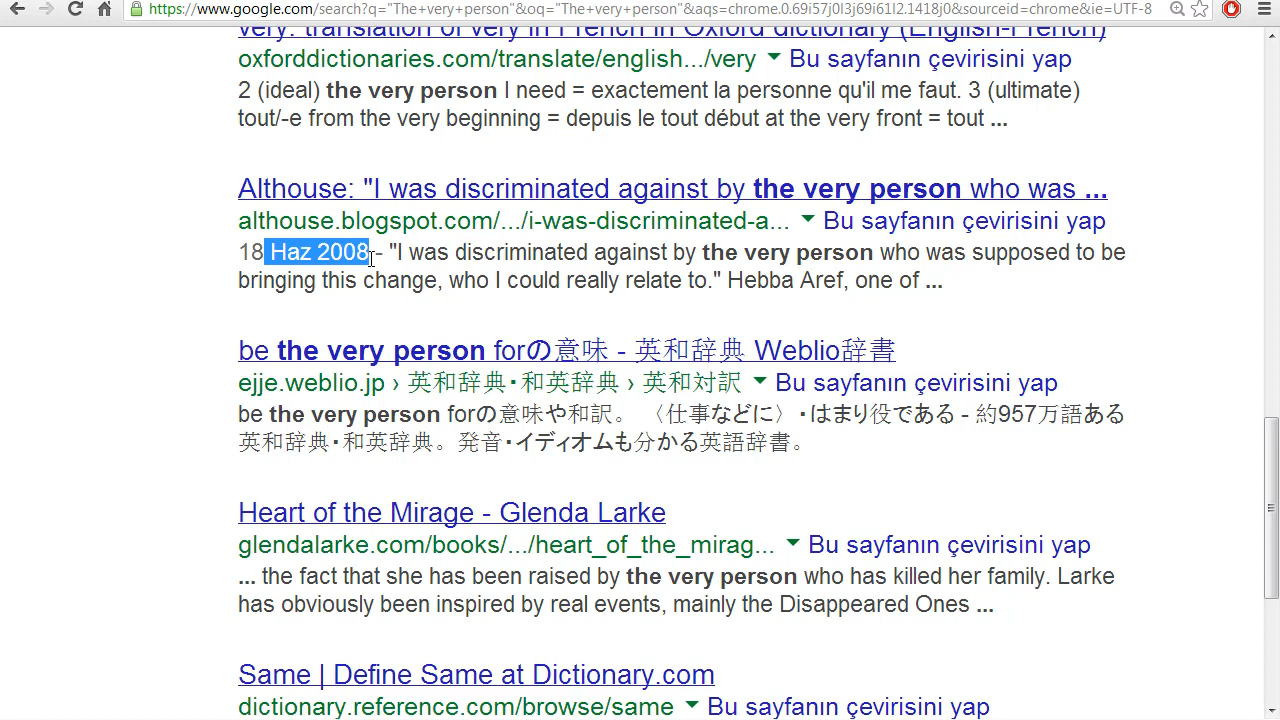 https://www.google.com/search?q="The+very+person"&oq="The+very+person"&aqs=chrome.0.69i57j0l3j69i61l2.1418j0&sourceid=chrome&ie=UTF-8
very: translation of very in French in Oxford dictionary (English-French)
oxforddictionaries.com/translate/english.../very Bu sayfanın çevirisini yap
2 (ideal) the very person I need = exactement la personne qu'il me faut. 3 (ultimate)
tout/-e from the very beginning = depuis le tout début at the very front = tout ...
Althouse: "I was discriminated against by the very person who was ...
althouse.blogspot.com/.../i-was-discriminated-a... Bu sayfanın çevirisini yap
18 Haz 2008 - "I was discriminated against by the very person who was supposed to be
bringing this change, who I could really relate to." Hebba Aref, one of ...
be the very person forの意味 - 英和辞典 Weblio辞書
ejje.weblio.jp › 英和辞典・和英辞典 › 英和対訳 Bu sayfanın çevirisini yap
be the very person forの意味や和訳。 〈仕事などに〉・はまり役である - 約957万語ある
英和辞典・和英辞典。発音・イディオムも分かる英語辞書。
Heart of the Mirage - Glenda Larke
glendalarke.com/books/.../heart_of_the_mirag... Bu sayfanın çevirisini yap
... the fact that she has been raised by the very person who has killed her family. Larke
has obviously been inspired by real events, mainly the Disappeared Ones ...
Same | Define Same at Dictionary.com
dictionary.reference.com/browse/same Bu sayfanın çevirisini yap